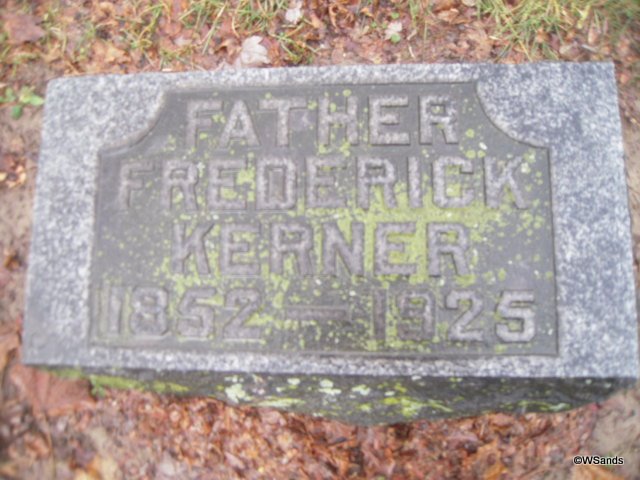 FATHER
FREDERICK
KERNER
1852 — 1925
©WSands